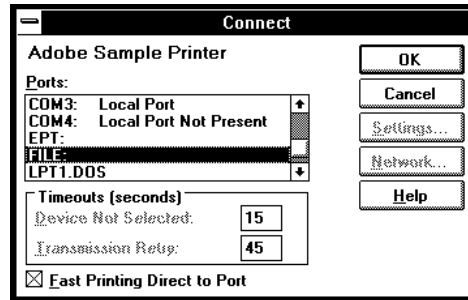 Connect
Adobe Sample Printer
Ports:
COM3: Local Port
COM4: Local Port Not Present
EPT:
FILE:
LPT1.DOS
Timeouts (seconds)
Device Not Selected: 15
Transmission Retry: 45
Fast Printing Direct to Port
OK
Cancel
Settings...
Network...
Help